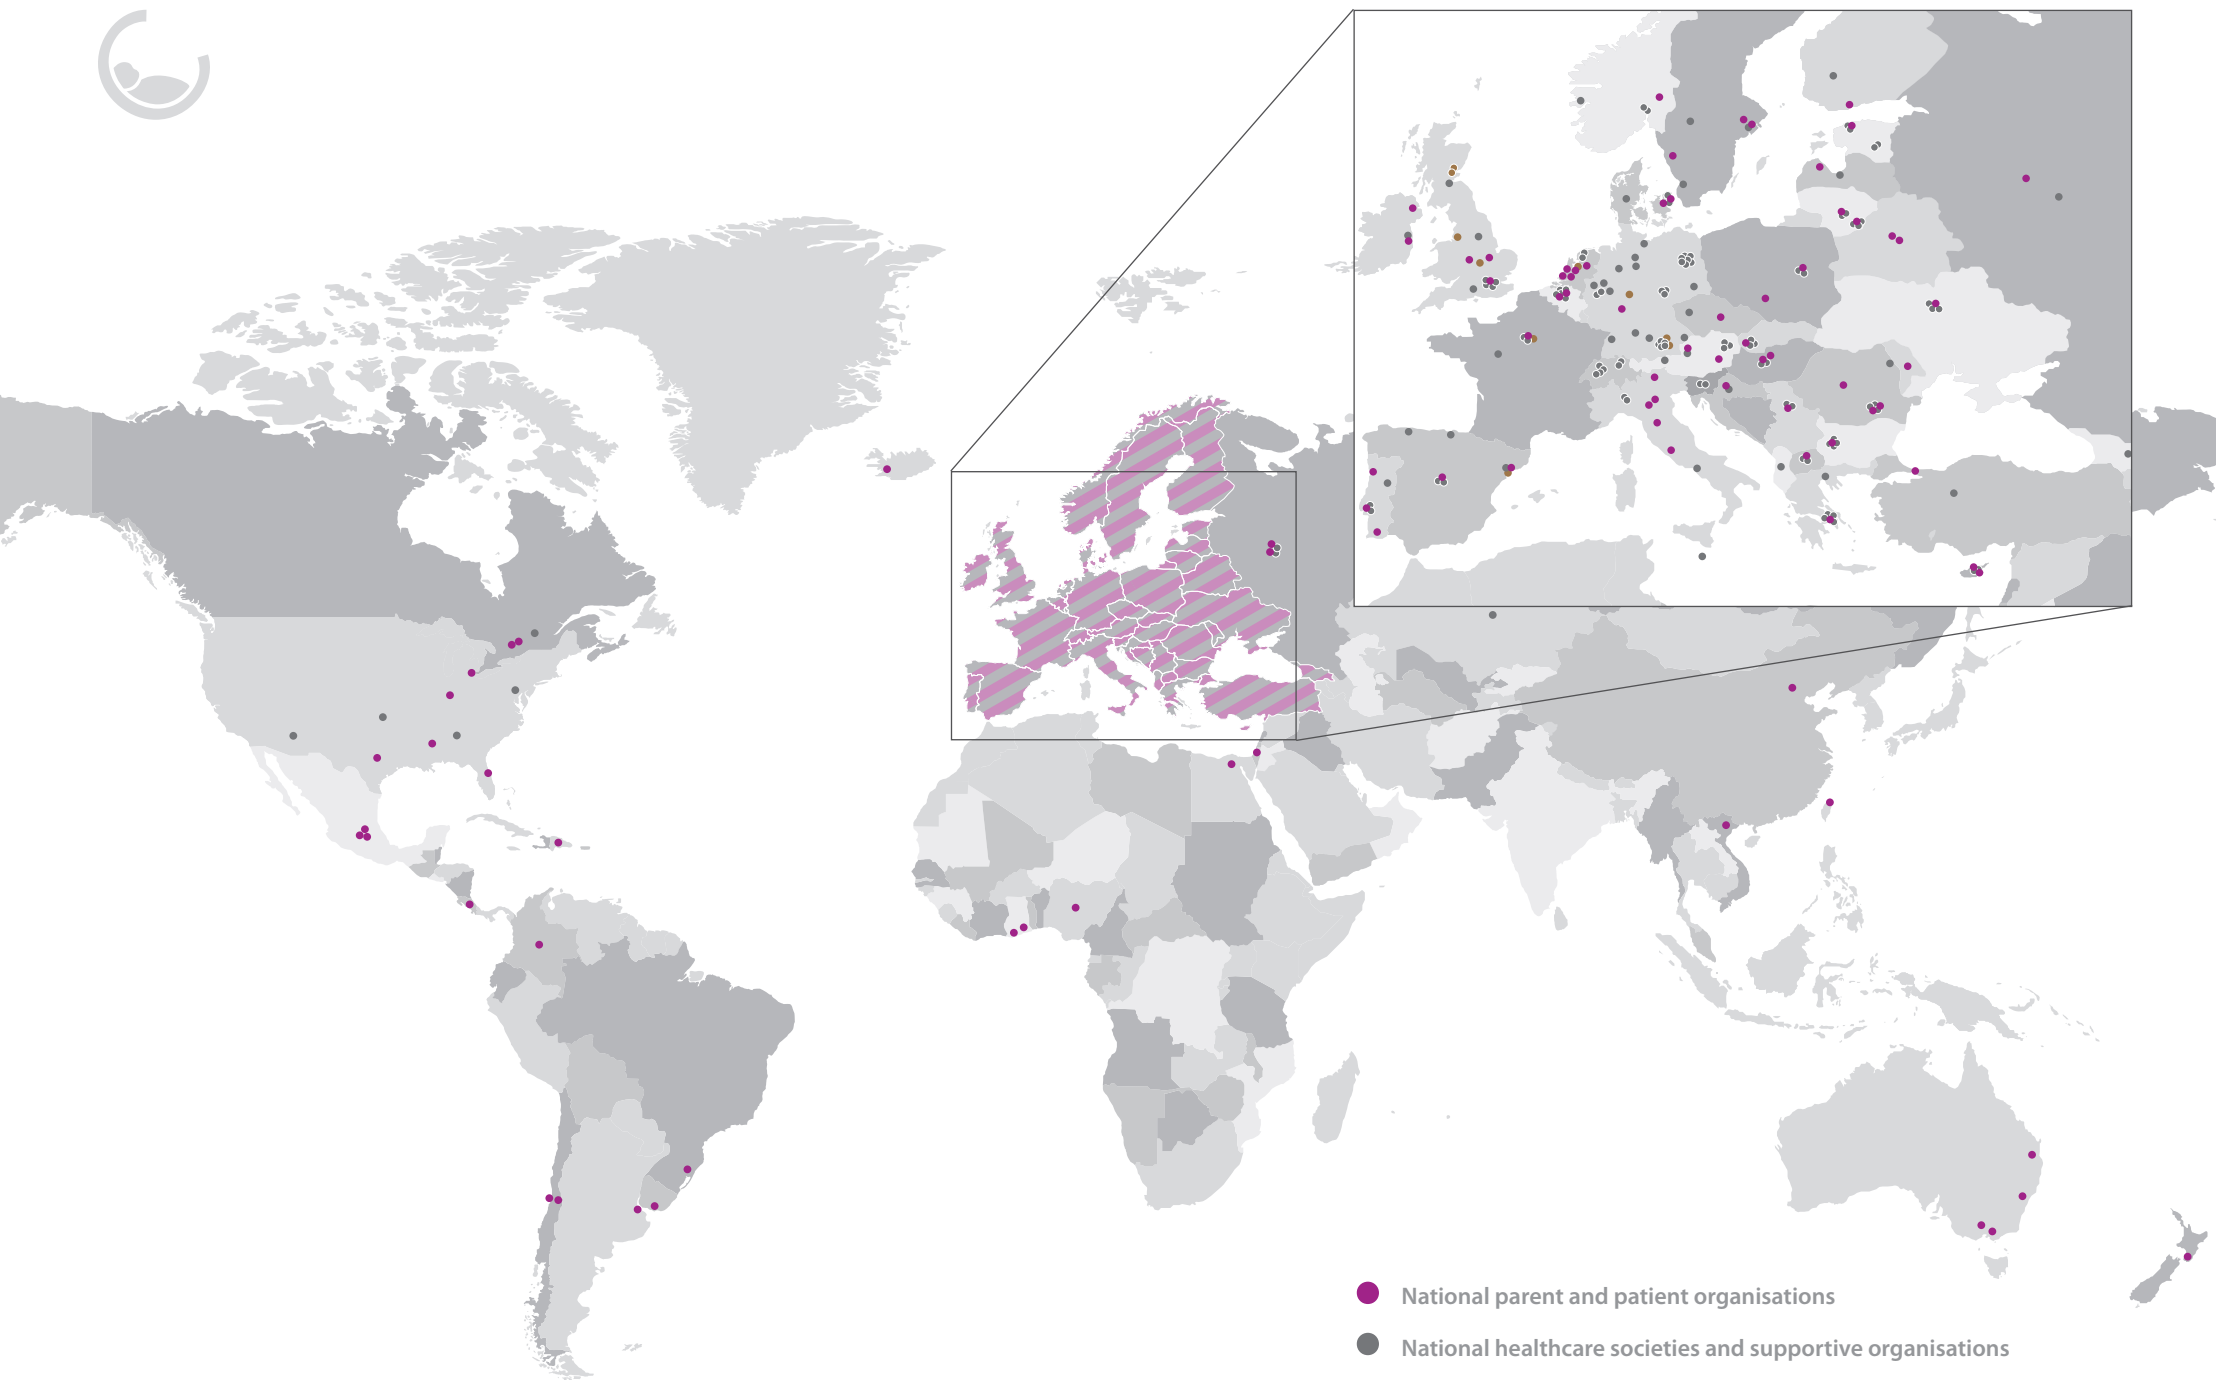 National parent and patient organisations
National healthcare societies and supportive organisations